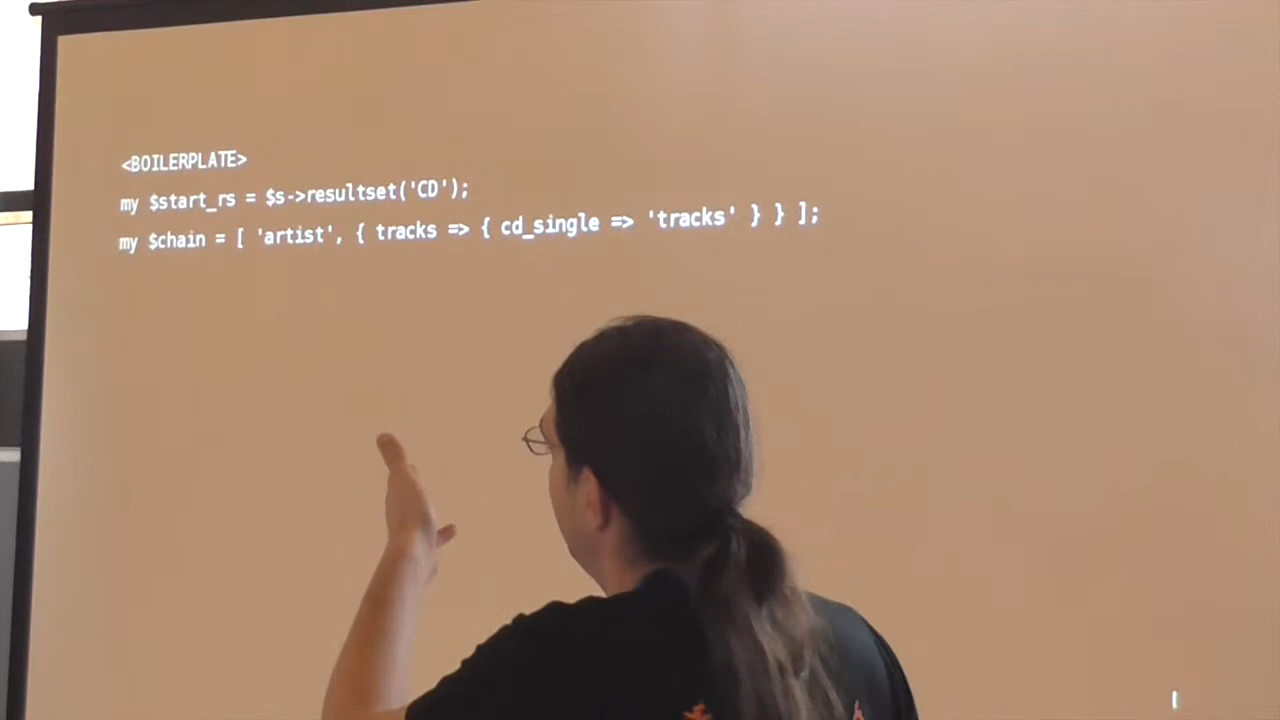 <BOILERPLATE>
my $start_rs = $s->resultset('CD');
my $chain = [ 'artist', { tracks => { cd_single => 'tracks' } } ];